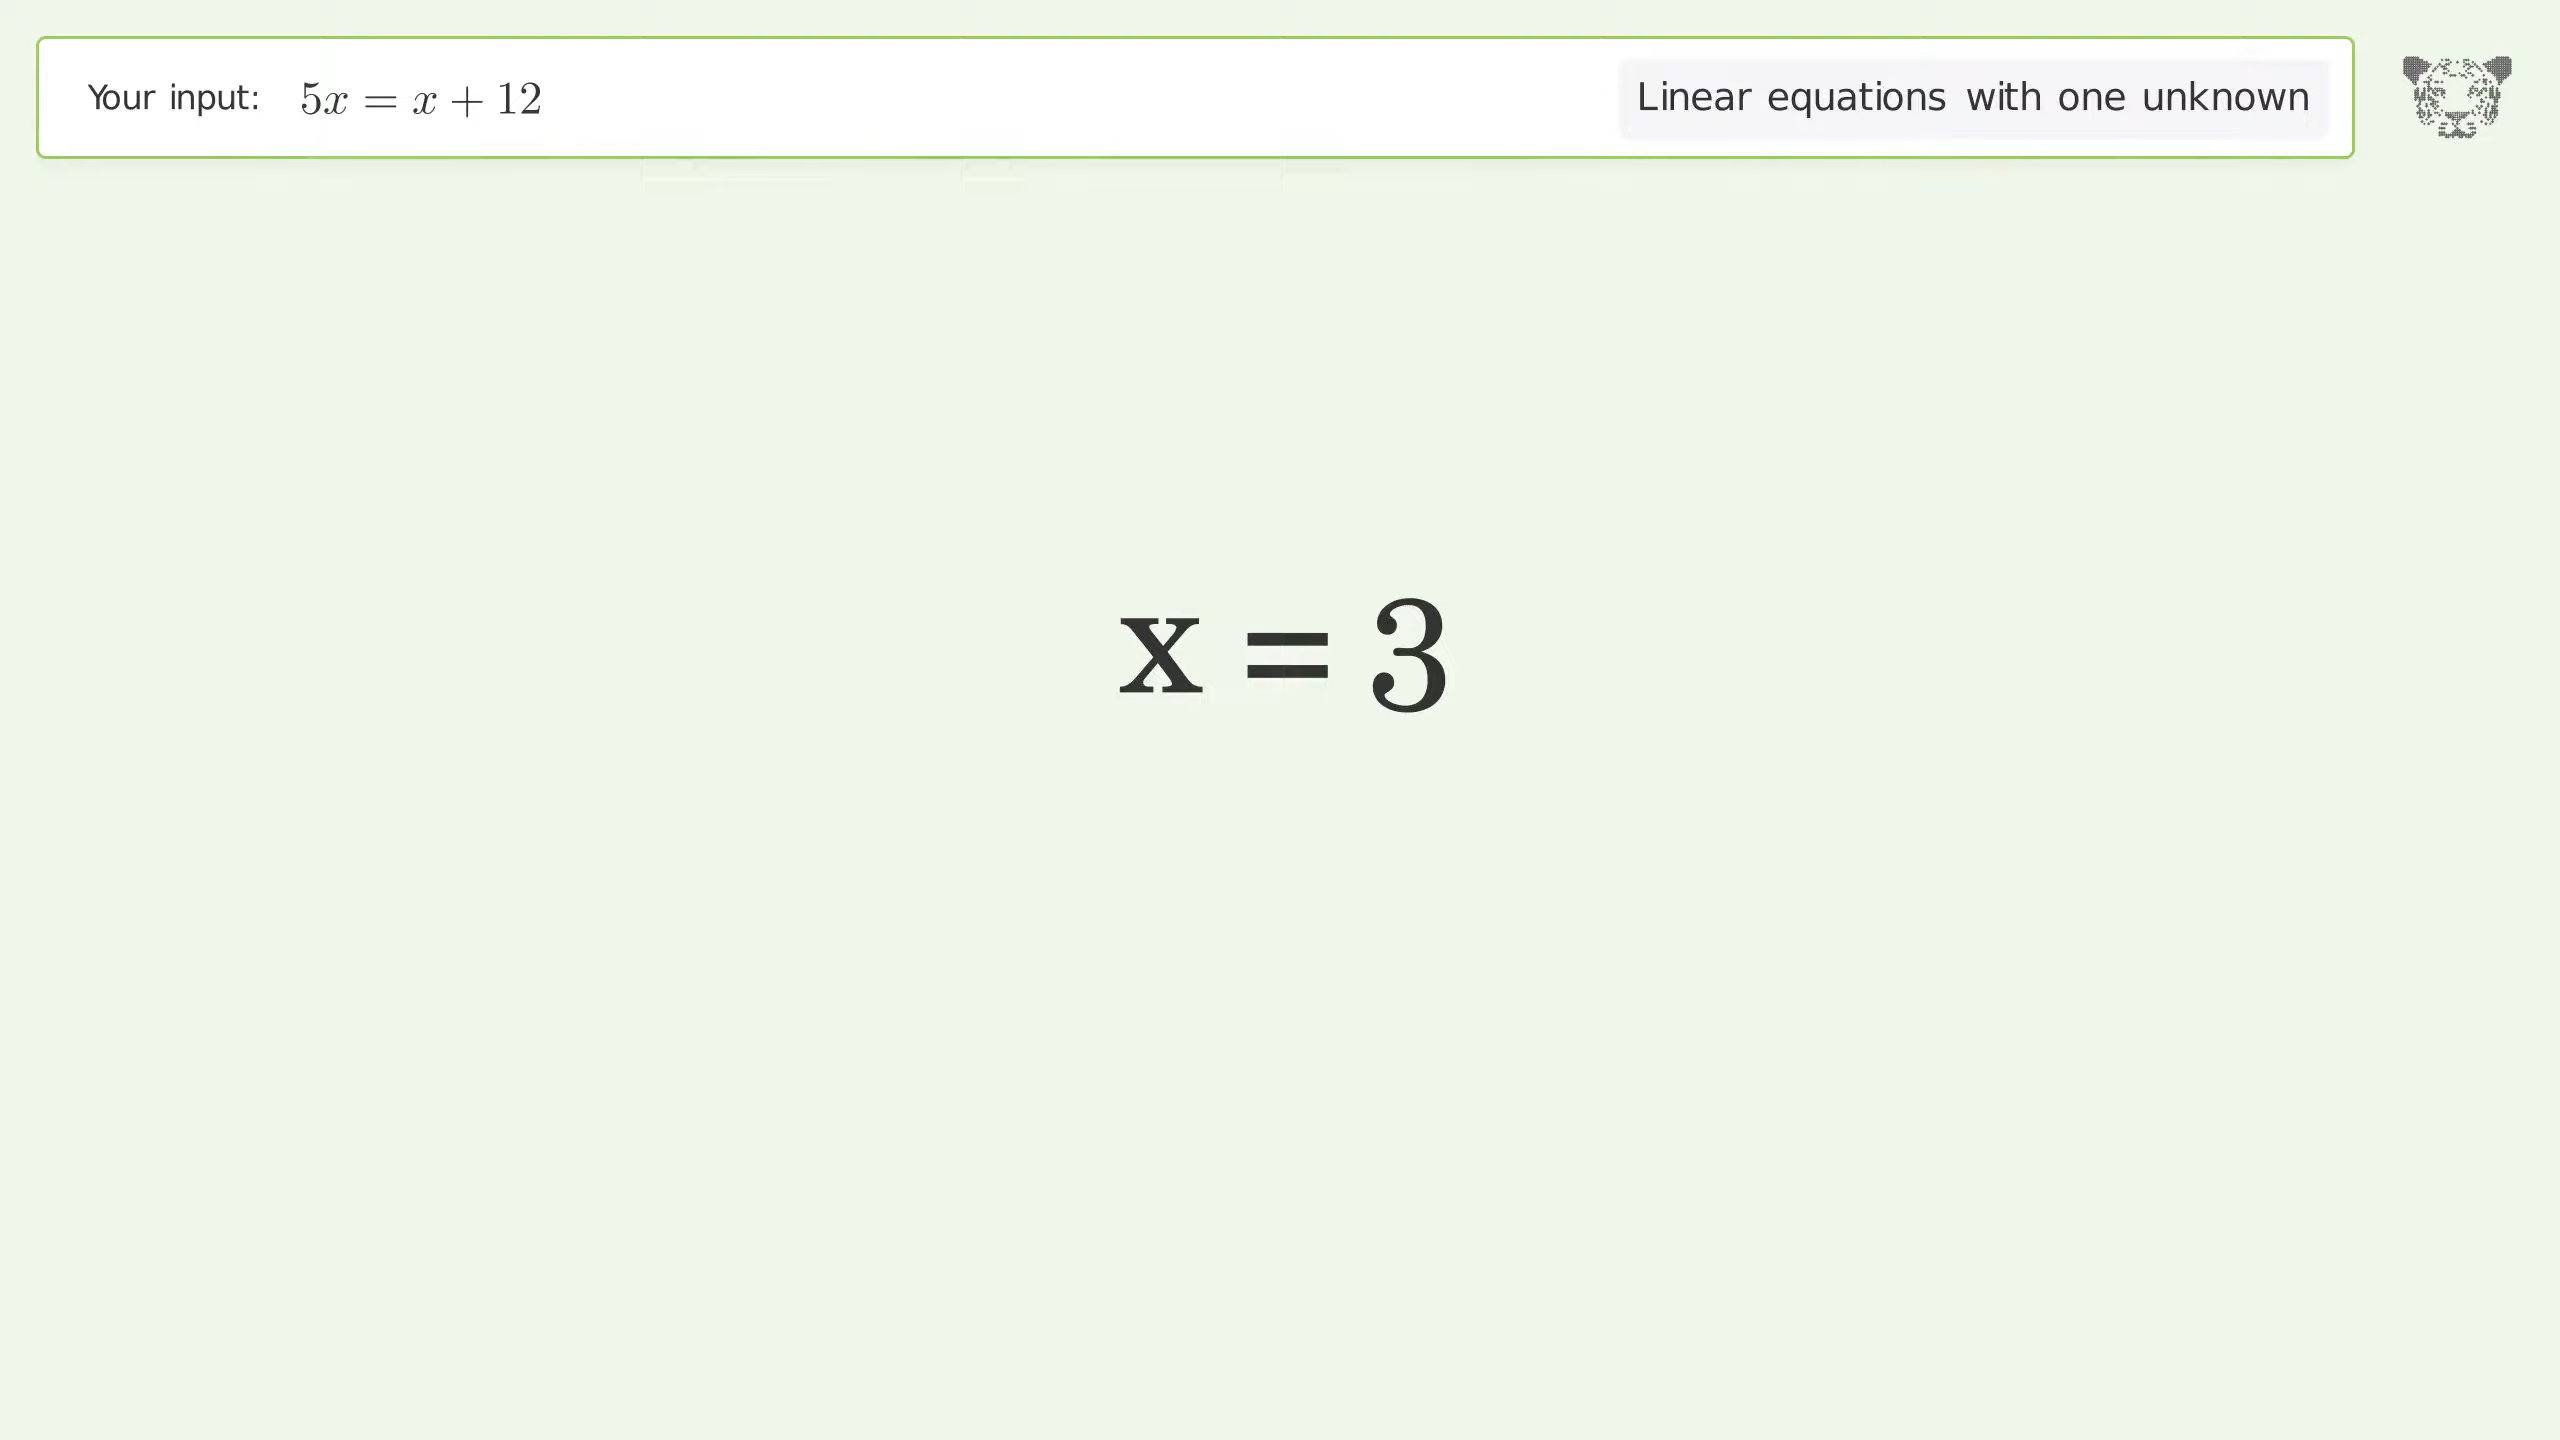 Your input: 5x = x + 12
Linear equations with one unknown
x = 3